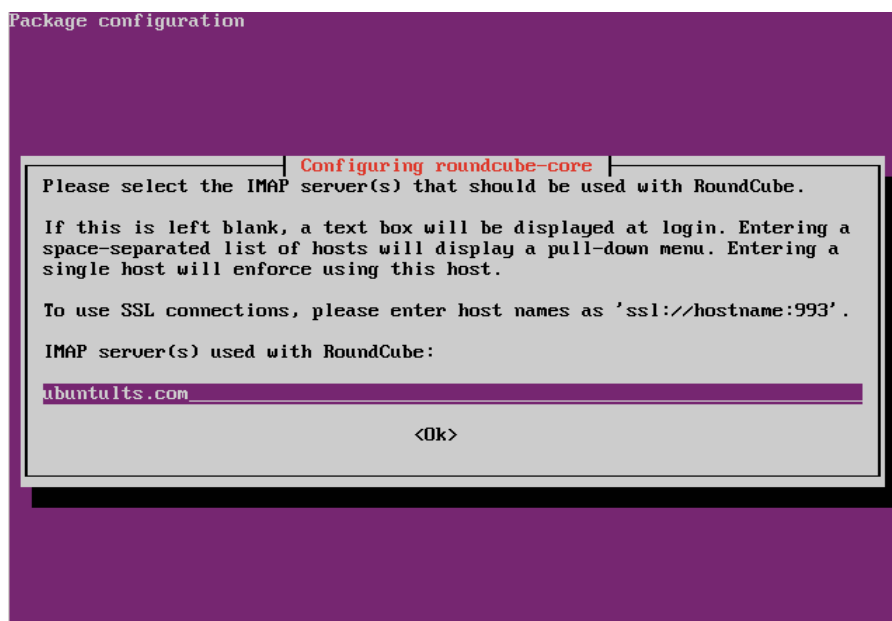 Package configuration
Configuring roundcube-core
Please select the IMAP server(s) that should be used with RoundCube.
If this is left blank, a text box will be displayed at login. Entering a
space-separated list of hosts will display a pull-down menu. Entering a
single host will enforce using this host.
To use SSL connections, please enter host names as 'ssl://hostname:993'.
IMAP server(s) used with RoundCube:
ubuntults.com
<Ok>